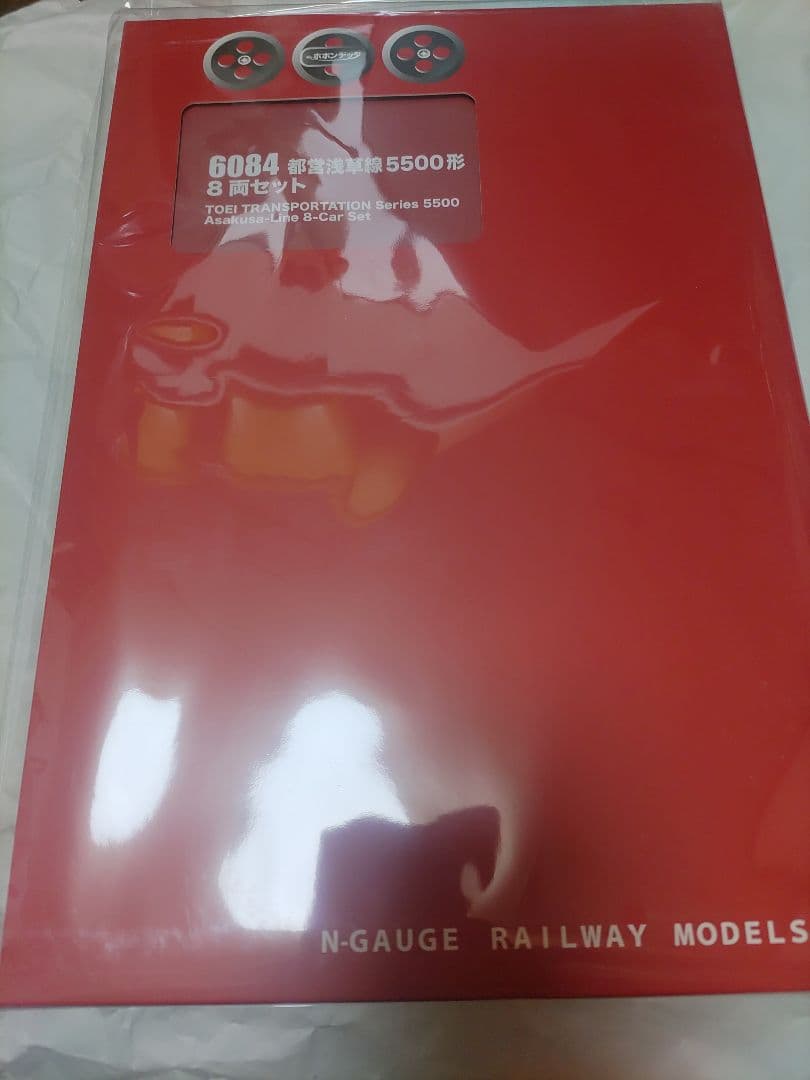 ポポンデッタ
6084 都営浅草線5500形
8 両セット
TOEI TRANSPORTATION Series 5500
Asakusa-Line 8-Car Set
N-GAUGE RAILWAY MODELS